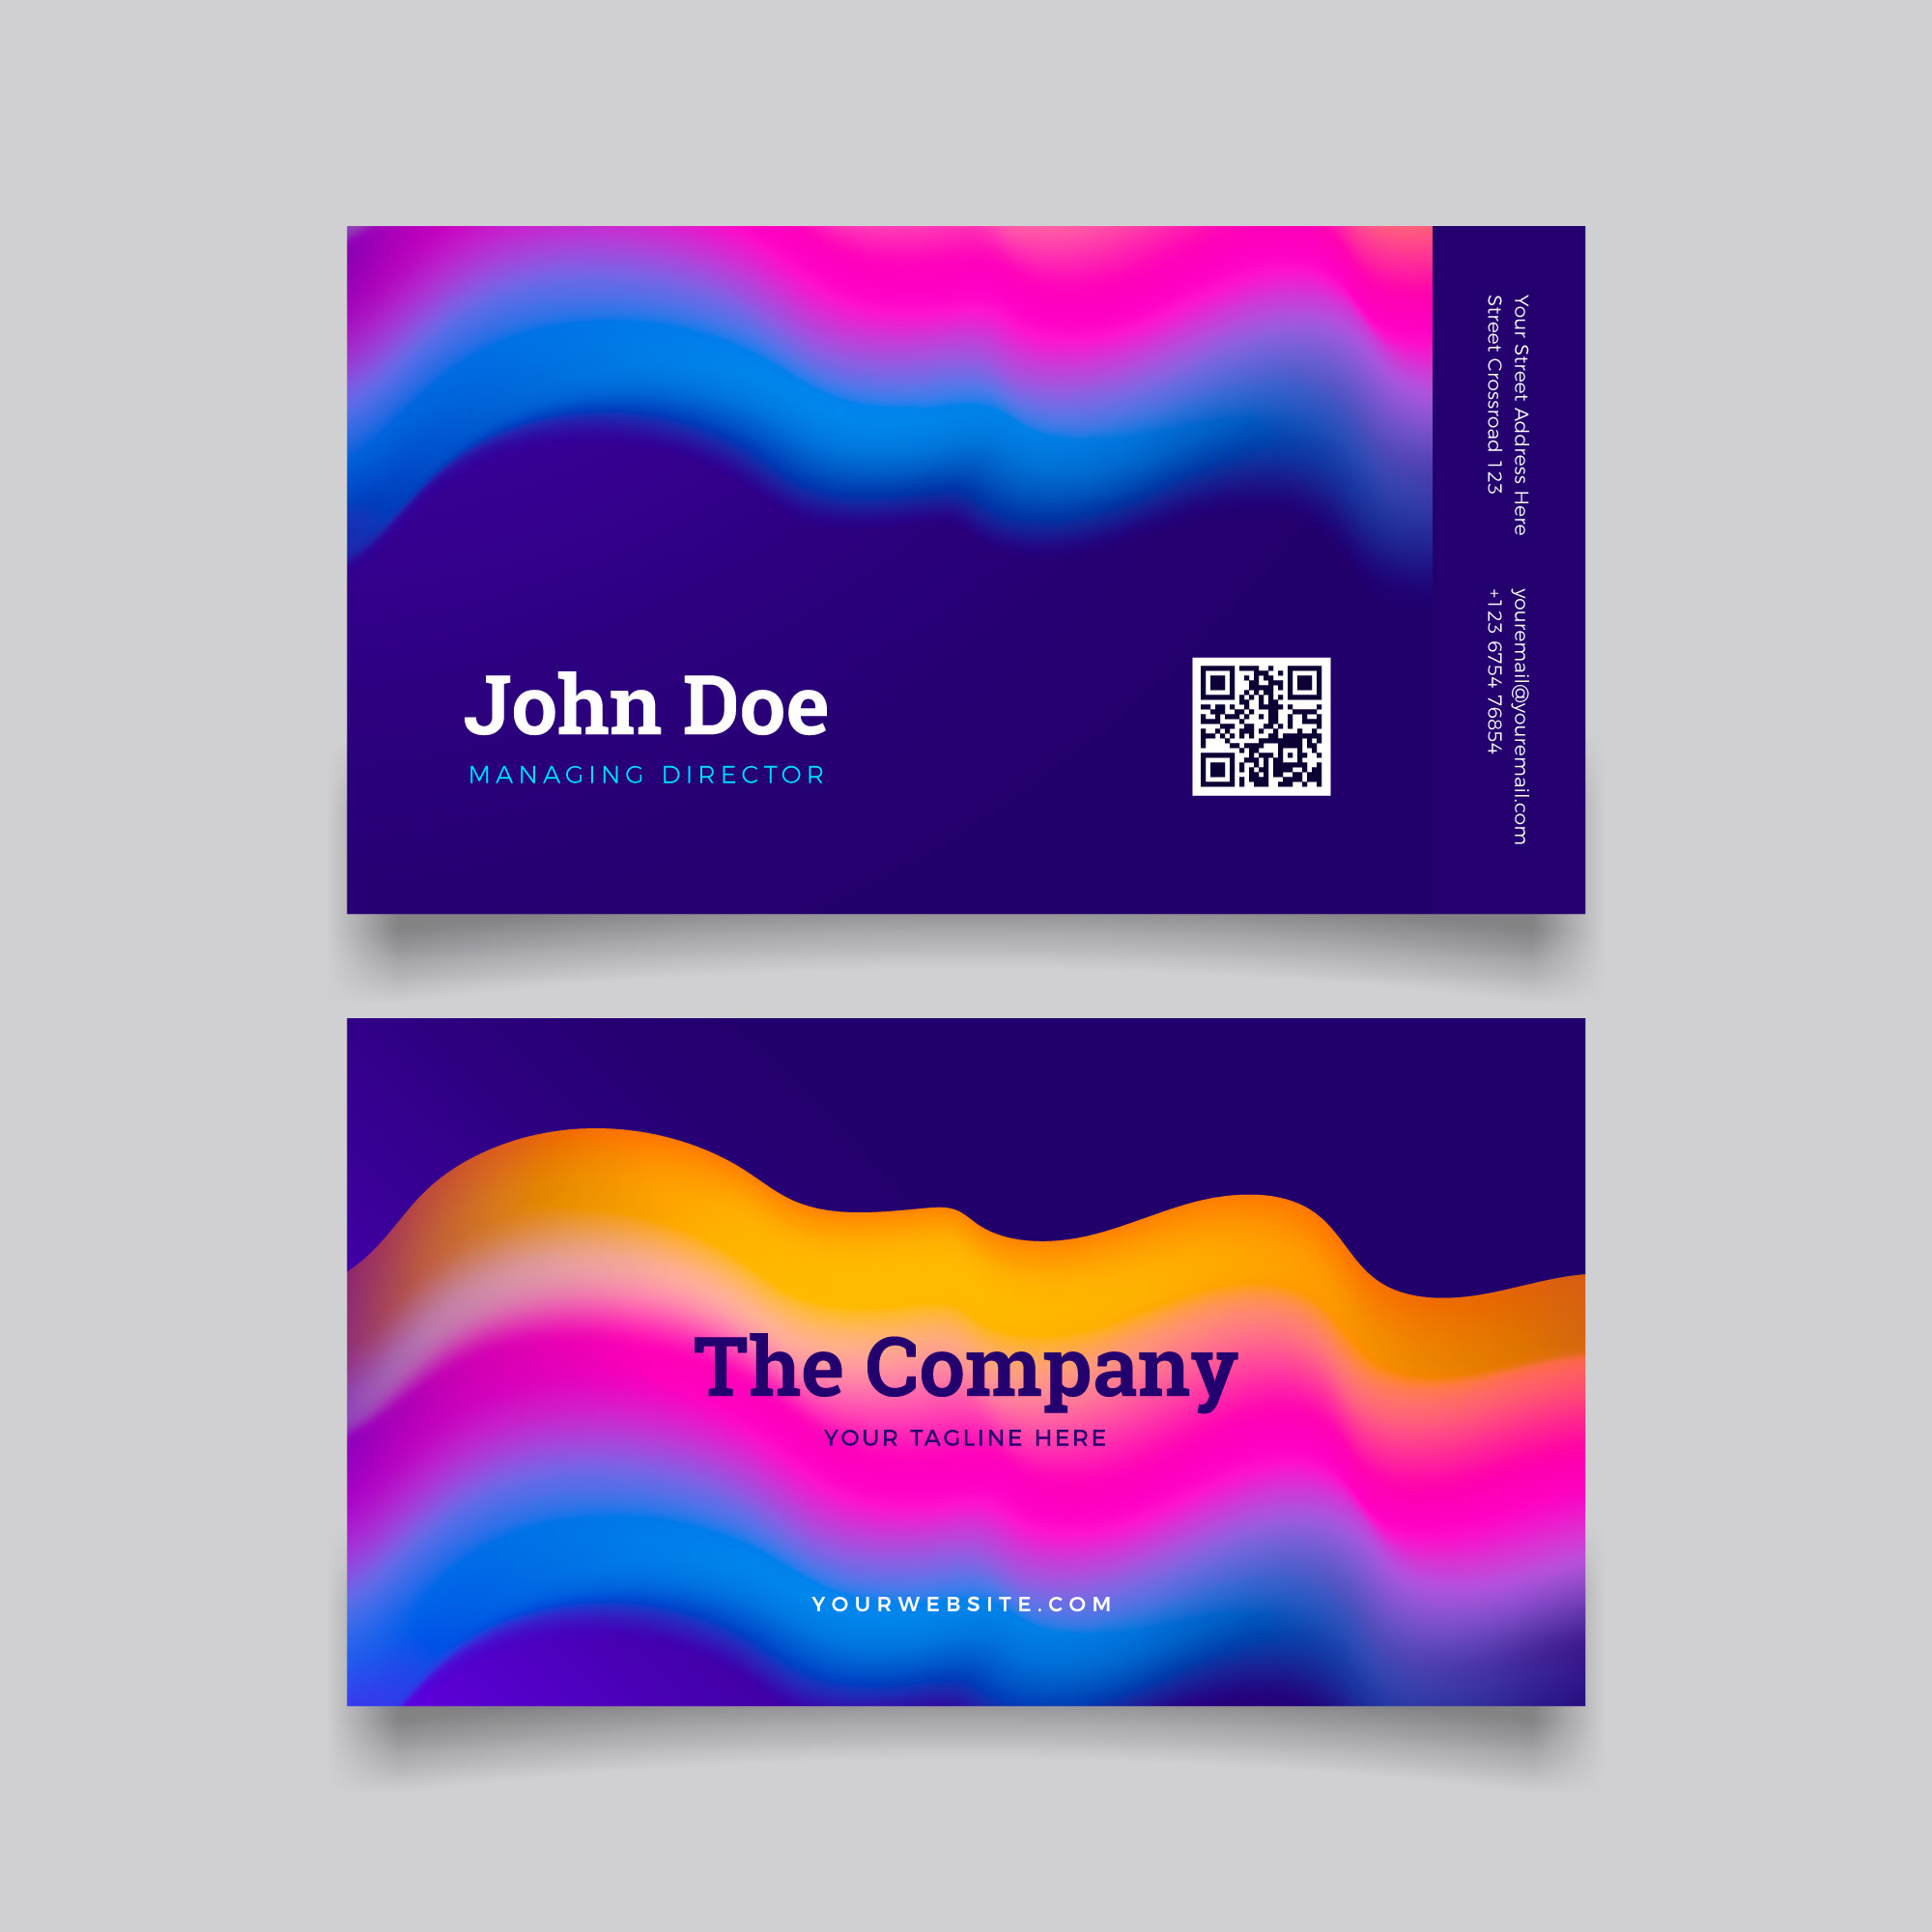 John Doe
MANAGING DIRECTOR
Your Street Address Here
Street Crossroad 123
youremail@youremail.com
+123 6754 76854
The Company
YOUR TAGLINE HERE
YOURWEBSITE.COM